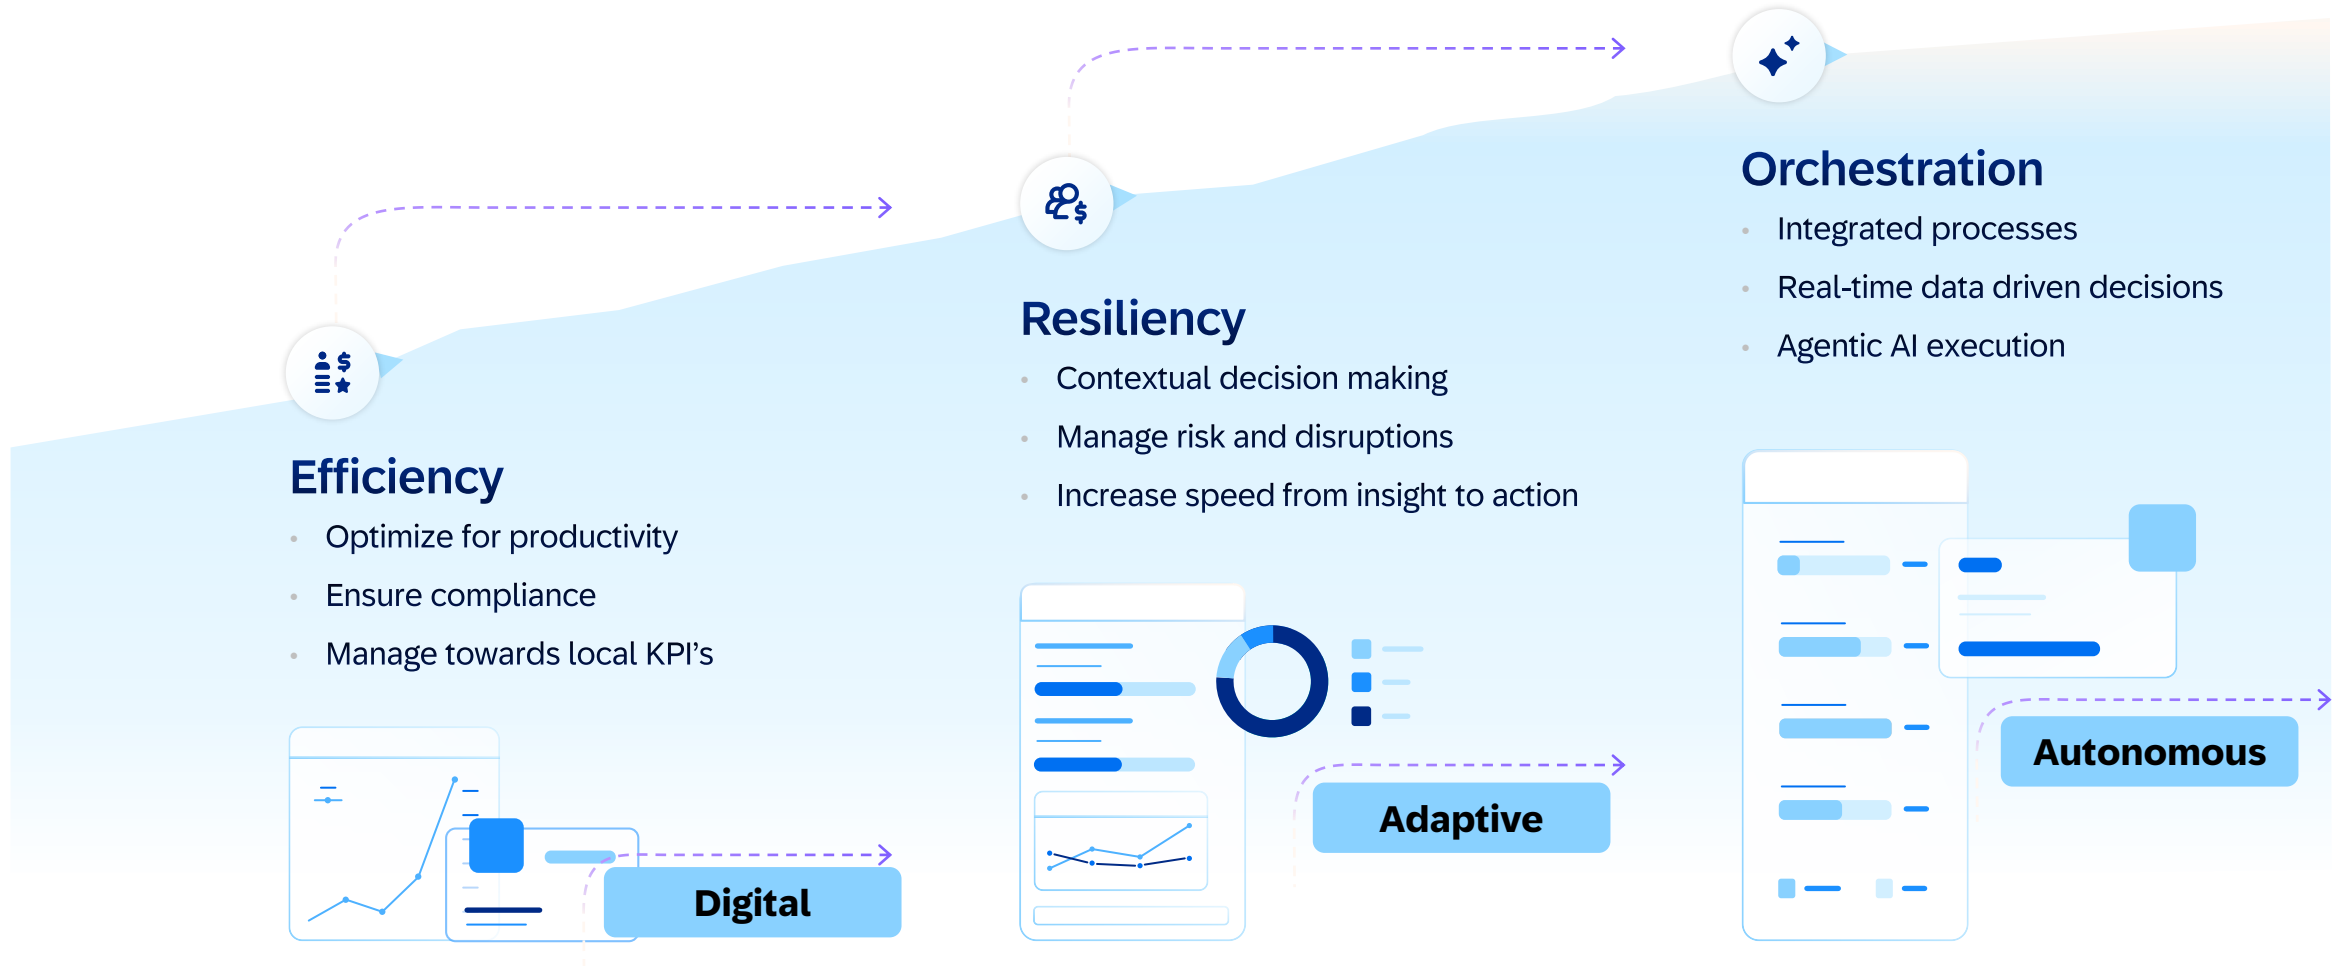 Efficiency
Optimize for productivity
Ensure compliance
Manage towards local KPI’s
Digital
Resiliency
Contextual decision making
Manage risk and disruptions
Increase speed from insight to action
Adaptive
Orchestration
Integrated processes
Real-time data driven decisions
Agentic AI execution
Autonomous